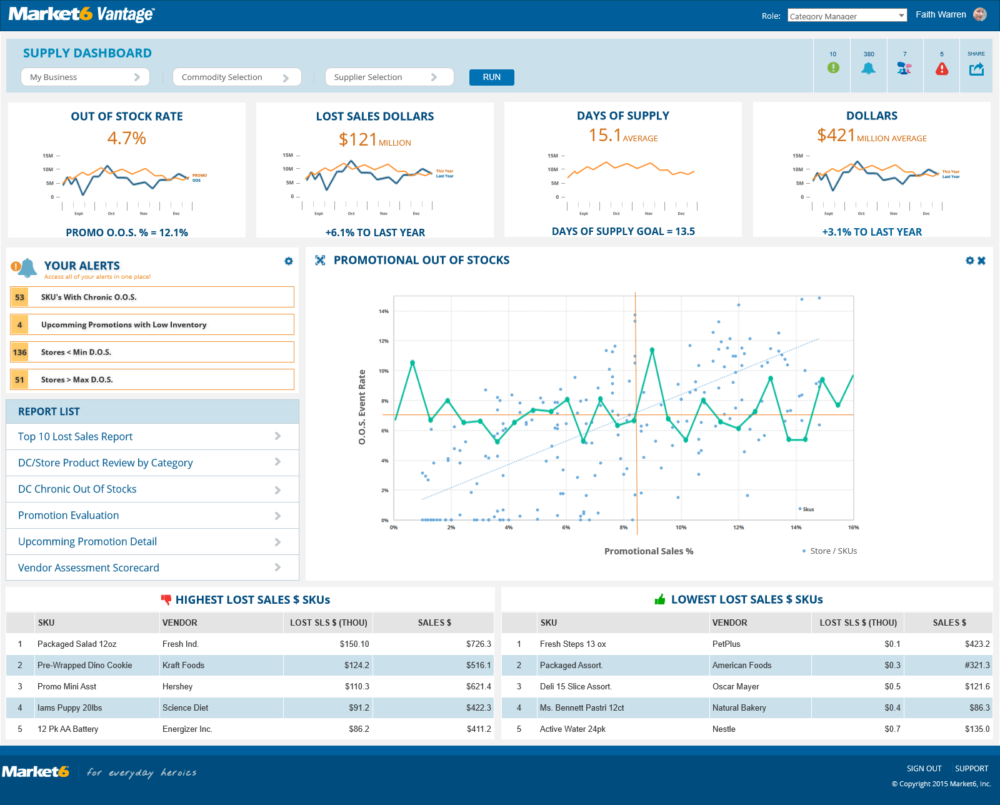 Market6 Vantage™
Role: Category Manager Faith Warren
SUPPLY DASHBOARD
My Business
Commodity Selection
Supplier Selection
RUN
10
380
7
5
SHARE
OUT OF STOCK RATE
4.7%
15M
10M
5M
0
PROMO
OOS
Sept Oct Nov Dec
PROMO O.O.S. % = 12.1%
LOST SALES DOLLARS
$121 MILLION
15M
10M
5M
0
This Year
Last Year
Sept Oct Nov Dec
+6.1% TO LAST YEAR
DAYS OF SUPPLY
15.1 AVERAGE
15M
10M
5M
0
Sept Oct Nov Dec
DAYS OF SUPPLY GOAL = 13.5
DOLLARS
$421 MILLION AVERAGE
15M
10M
5M
0
This Year
Last Year
Sept Oct Nov Dec
+3.1% TO LAST YEAR
YOUR ALERTS
Access all of your alerts in one place!
53 SKU's With Chronic O.O.S.
4 Upcomming Promotions with Low Inventory
136 Stores < Min D.O.S.
51 Stores > Max D.O.S.
REPORT LIST
Top 10 Lost Sales Report
DC/Store Product Review by Category
DC Chronic Out Of Stocks
Promotion Evaluation
Upcomming Promotion Detail
Vendor Assessment Scorecard
PROMOTIONAL OUT OF STOCKS
O.O.S. Event Rate
14%
12%
10%
8%
6%
4%
2%
0%
Skus
0% 2% 4% 6% 8% 10% 12% 14% 16%
Promotional Sales %
Store / SKUs
HIGHEST LOST SALES $ SKUs
SKU VENDOR LOST SLS $ (THOU) SALES $
1 Packaged Salad 12oz Fresh Ind. $150.10 $726.3
2 Pre-Wrapped Dino Cookie Kraft Foods $124.2 $516.1
3 Promo Mini Asst Hershey $110.3 $621.4
4 Iams Puppy 20lbs Science Diet $91.2 $422.3
5 12 Pk AA Battery Energizer Inc. $86.2 $411.2
LOWEST LOST SALES $ SKUs
SKU VENDOR LOST SLS $ (THOU) SALES $
1 Fresh Steps 13 ox PetPlus $0.1 $423.2
2 Packaged Assort. American Foods $0.3 #321.3
3 Deli 15 Slice Assort. Oscar Mayer $0.5 $121.6
4 Ms. Bennett Pastri 12ct Natural Bakery $0.4 $86.3
5 Active Water 24pk Nestle $0.7 $135.0
Market6 for everyday heroics
SIGN OUT SUPPORT
© Copyright 2015 Market6, Inc.